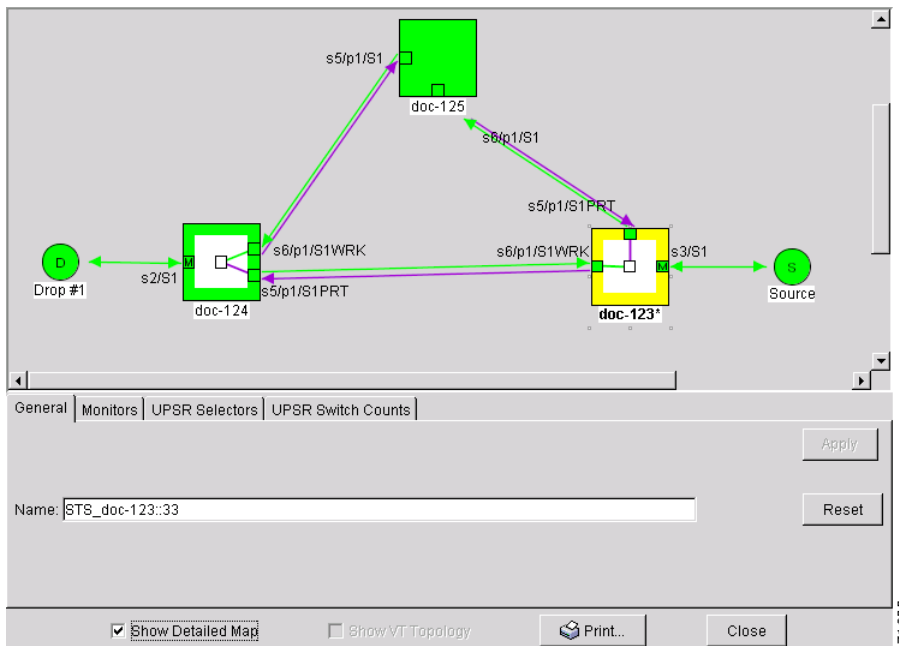 s5/p1/S1
doc-125
s6/p1/S1
s5/p1/S1PRT
s6/p1/S1WRK
s6/p1/S1WRK
s3/S1
D
M
M
S
Drop #1
s2/S1
s5/p1/S1PRT
Source
doc-124
doc-123*
General
Monitors
UPSR Selectors
UPSR Switch Counts
Apply
Name: STS_doc-123::33
Reset
Show Detailed Map
Show VT Topology
Print...
Close